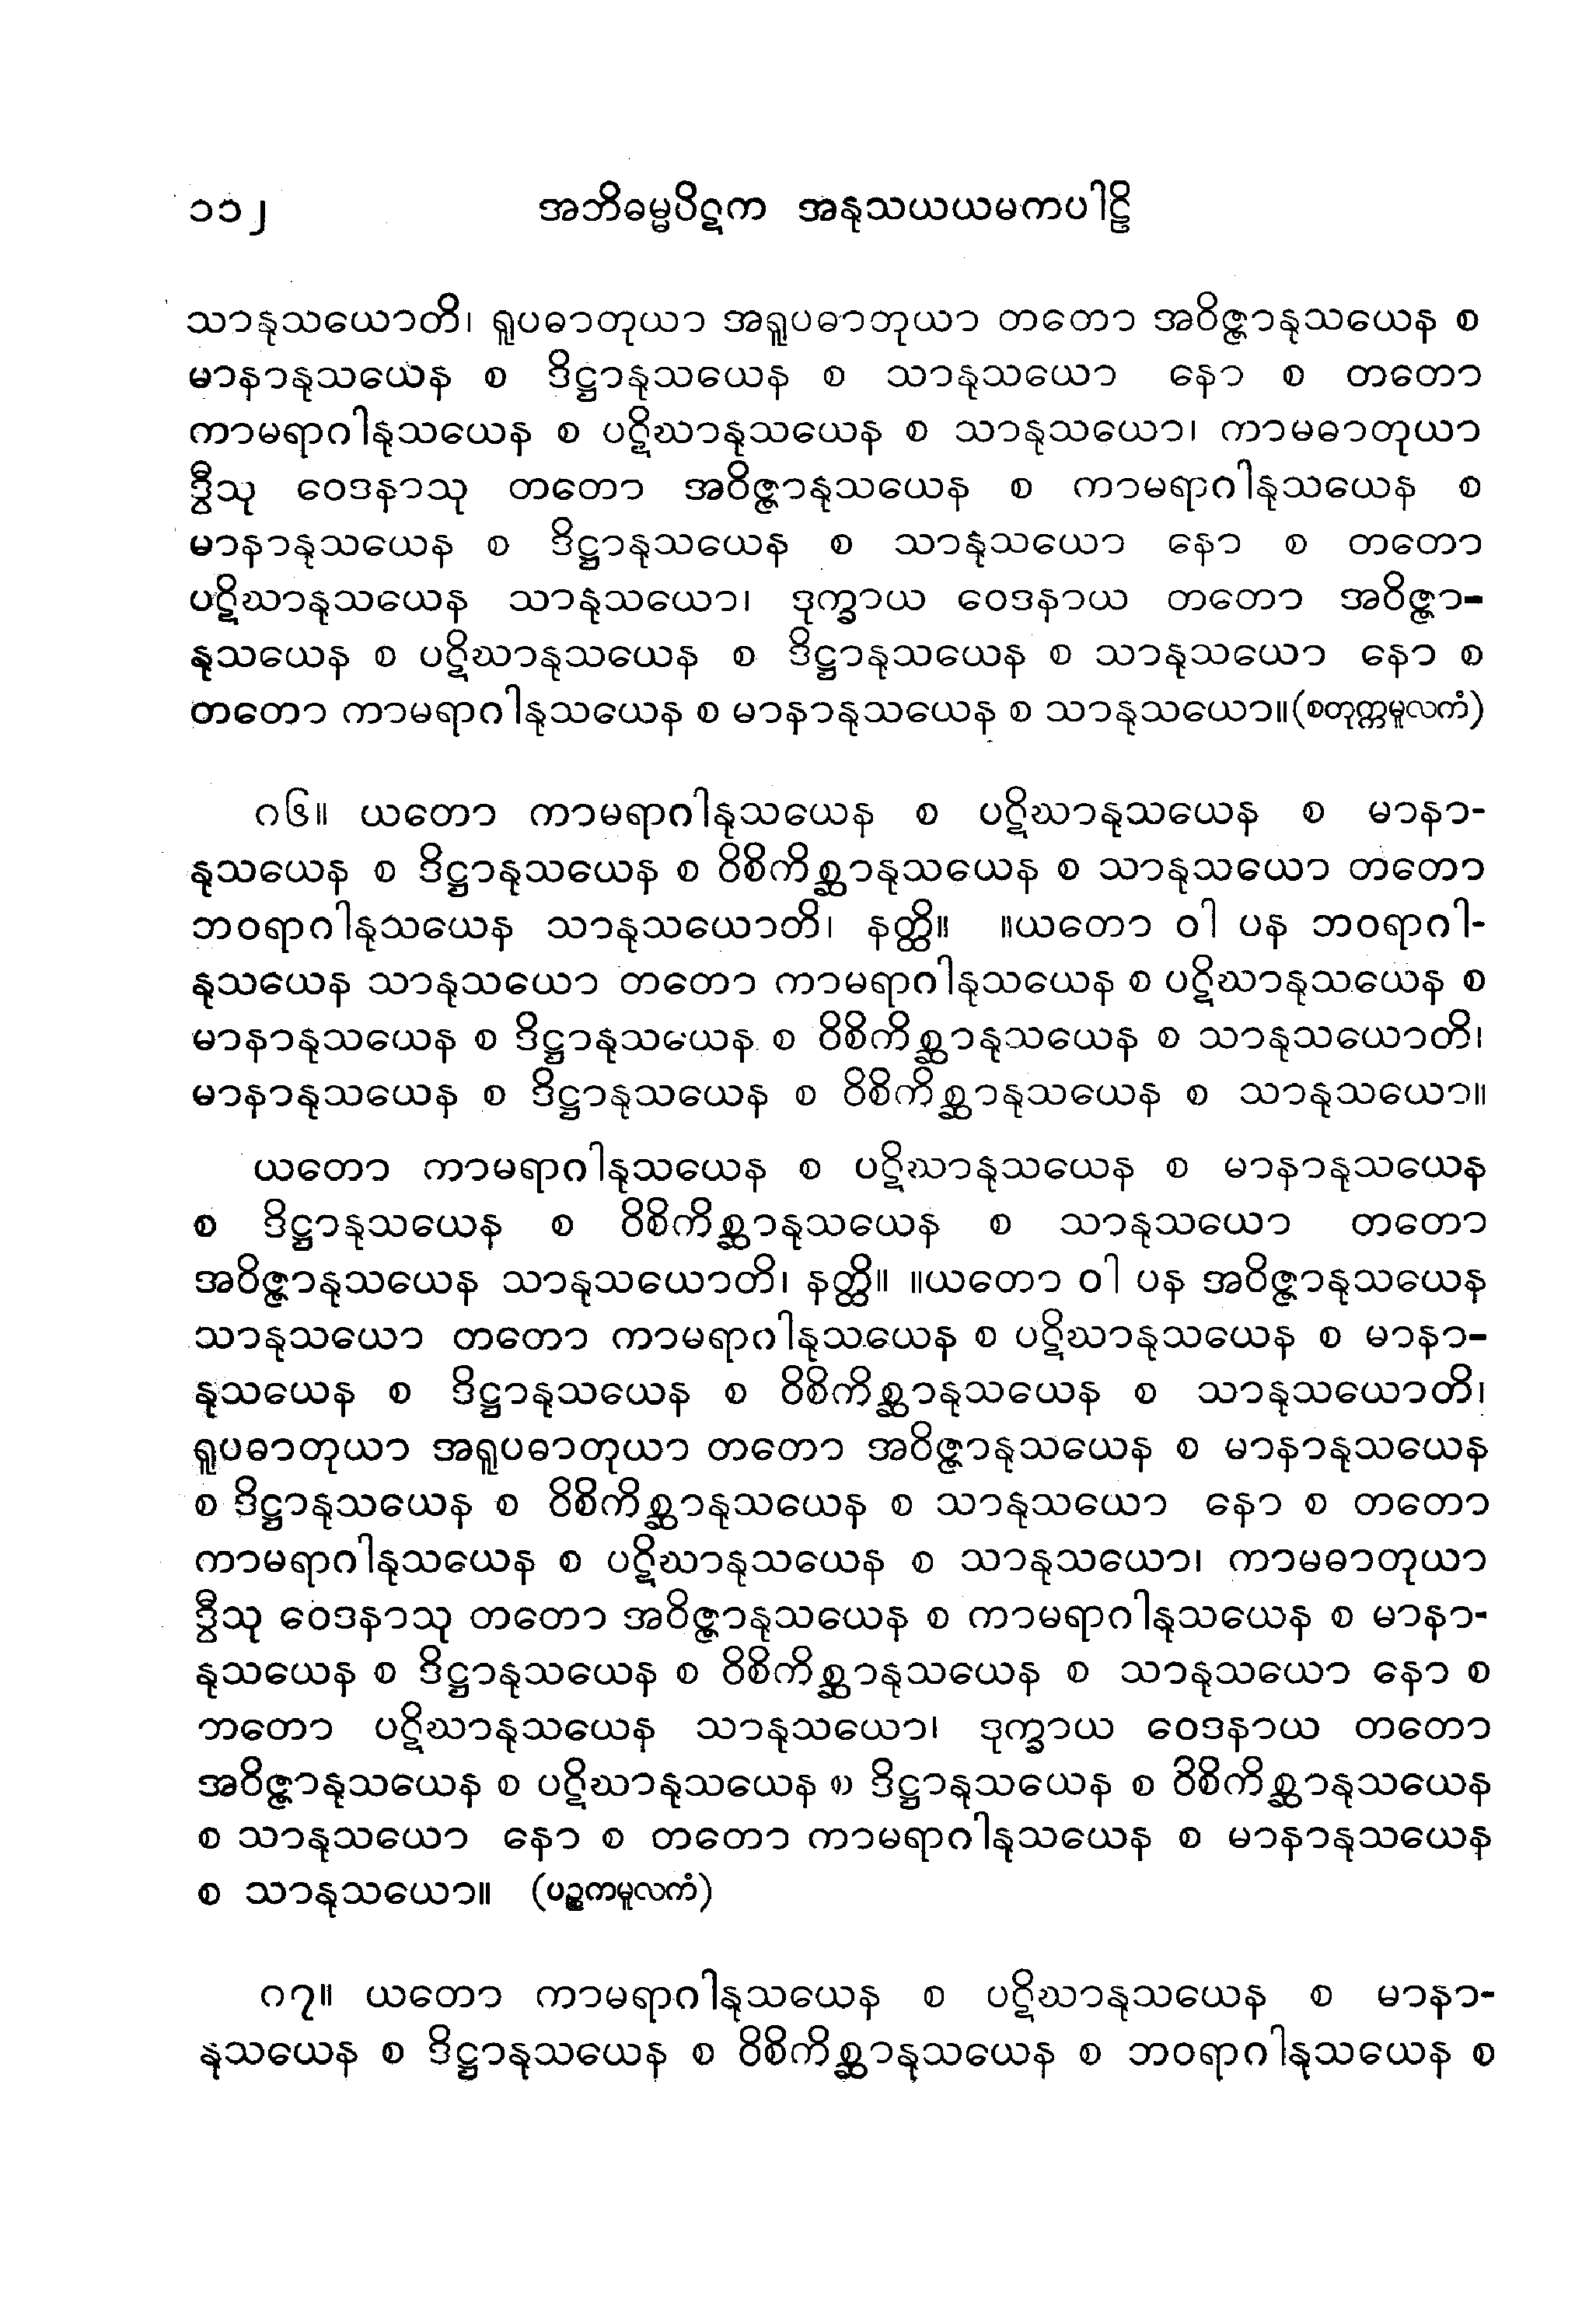 ၁၁၂ အဘိဓမ္မပိဋက အနုသယယမကပါဠိ
သာနုသယောတိ၊ ရူပဓာတုယာ အရူပဓာတုယာ တတော အဝိဇ္ဇာနုသယေန စ
မာနာနုသယေန စ ဒိဋ္ဌာနုသယေန စ သာနုသယော နော စ တတော
ကာမရာဂါနုသယေန စ ပဋိဃာနုသယေန စ သာနုသယော၊ ကာမဓာတုယာ
ဒွီသု ဝေဒနာသု တတော အဝိဇ္ဇာနုသယေန စ ကာမရာဂါနုသယေန စ
မာနာနုသယေန စ ဒိဋ္ဌာနုသယေန စ သာနုသယော နော စ တတော
ပဋိဃာနုသယေန သာနုသယော၊ ဒုက္ခာယ ဝေဒနာယ တတော အဝိဇ္ဇာ-
နုသယေန စ ပဋိဃာနုသယေန စ ဒိဋ္ဌာနုသယေန စ သာနုသယော နော စ
တတော ကာမရာဂါနုသယေန စ မာနာနုသယေန စ သာနုသယော။(စတုက္ကမူလကံ)
၈၆။ ယတော ကာမရာဂါနုသယေန စ ပဋိဃာနုသယေန စ မာနာ-
နုသယေန စ ဒိဋ္ဌာနုသယေန စ ဝိစိကိစ္ဆာနုသယေန စ သာနုသယော တတော
ဘဝရာဂါနုသယေန သာနုသယောတိ၊ နတ္ထိ။ ။ယတော ဝါ ပန ဘဝရာဂါ-
နုသယေန သာနုသယော တတော ကာမရာဂါနုသယေန စ ပဋိဃာနုသယေန စ
မာနာနုသယေန စ ဒိဋ္ဌာနုသယေန စ ဝိစိကိစ္ဆာနုသယေန စ သာနုသယောတိ၊
မာနာနုသယေန စ ဒိဋ္ဌာနုသယေန စ ဝိစိကိစ္ဆာနုသယေန စ သာနုသယော။
ယတော ကာမရာဂါနုသယေန စ ပဋိဃာနုသယေန စ မာနာနုသယေန
စ ဒိဋ္ဌာနုသယေန စ ဝိစိကိစ္ဆာနုသယေန စ သာနုသယော တတော
အဝိဇ္ဇာနုသယေန သာနုသယောတိ၊ နတ္ထိ။ ။ယတော ဝါ ပန အဝိဇ္ဇာနုသယေန
သာနုသယော တတော ကာမရာဂါနုသယေန စ ပဋိဃာနုသယေန စ မာနာ-
နုသယေန စ ဒိဋ္ဌာနုသယေန စ ဝိစိကိစ္ဆာနုသယေန စ သာနုသယောတိ၊
ရူပဓာတုယာ အရူပဓာတုယာ တတော အဝိဇ္ဇာနုသယေန စ မာနာနုသယေန
စ ဒိဋ္ဌာနုသယေန စ ဝိစိကိစ္ဆာနုသယေန စ သာနုသယော နော စ တတော
ကာမရာဂါနုသယေန စ ပဋိဃာနုသယေန စ သာနုသယော၊ ကာမဓာတုယာ
ဒွီသု ဝေဒနာသု တတော အဝိဇ္ဇာနုသယေန စ ကာမရာဂါနုသယေန စ မာနာ-
နုသယေန စ ဒိဋ္ဌာနုသယေန စ ဝိစိကိစ္ဆာနုသယေန စ သာနုသယော နော စ
တတော ပဋိဃာနုသယေန သာနုသယော၊ ဒုက္ခာယ ဝေဒနာယ တတော
အဝိဇ္ဇာနုသယေန စ ပဋိဃာနုသယေန စ ဒိဋ္ဌာနုသယေန စ ဝိစိကိစ္ဆာနုသယေန
စ သာနုသယော နော စ တတော ကာမရာဂါနုသယေန စ မာနာနုသယေန
စ သာနုသယော။ (ပဉ္စကမူလကံ)
၈၇။ ယတော ကာမရာဂါနုသယေန စ ပဋိဃာနုသယေန စ မာနာ-
နုသယေန စ ဒိဋ္ဌာနုသယေန စ ဝိစိကိစ္ဆာနုသယေန စ ဘဝရာဂါနုသယေန စ